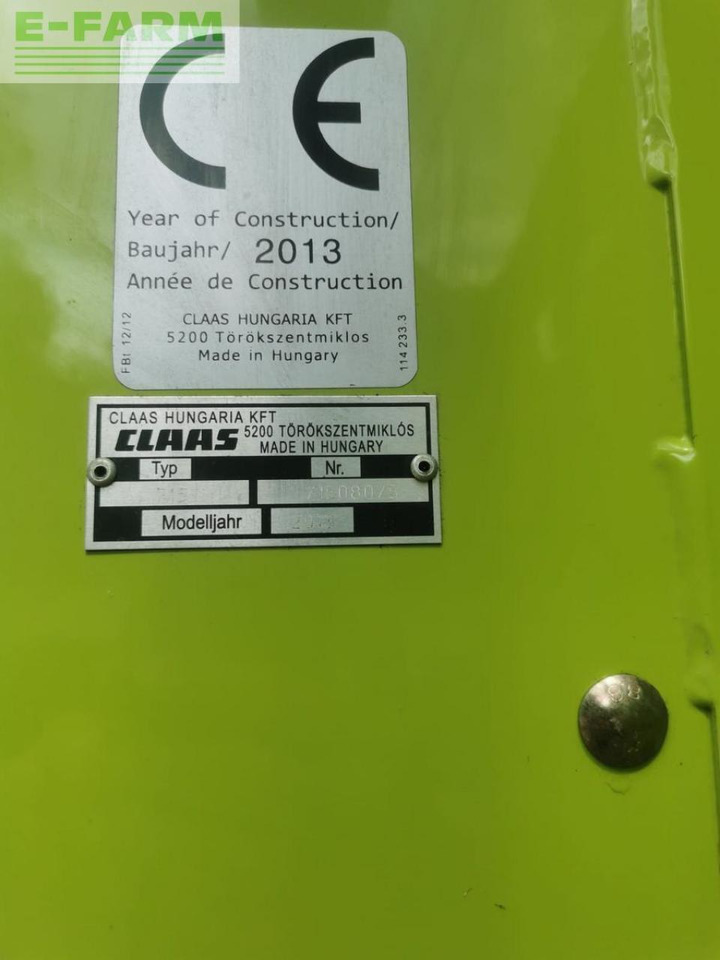 E-FARM
CE
Year of Construction/
Baujahr/ 2013
Année de Construction
CLAAS HUNGARIA KFT
5200 Törökszentmiklos
Made in Hungary
FBI 12/12
114 233.3
CLAAS HUNGARIA KFT
CLAAS 5200 TÖRÖKSZENTMIKLÓS
MADE IN HUNGARY
Typ Nr.
Modelljahr